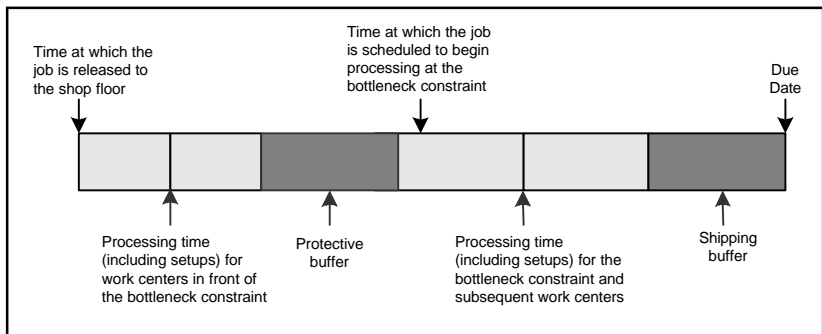 Time at which the
job is released to
the shop floor
Time at which the job
is scheduled to begin
processing at the
bottleneck constraint
Due
Date
Processing time
(including setups) for
work centers in front of
the bottleneck constraint
Protective
buffer
Processing time
(including setups) for the
bottleneck constraint and
subsequent work centers
Shipping
buffer